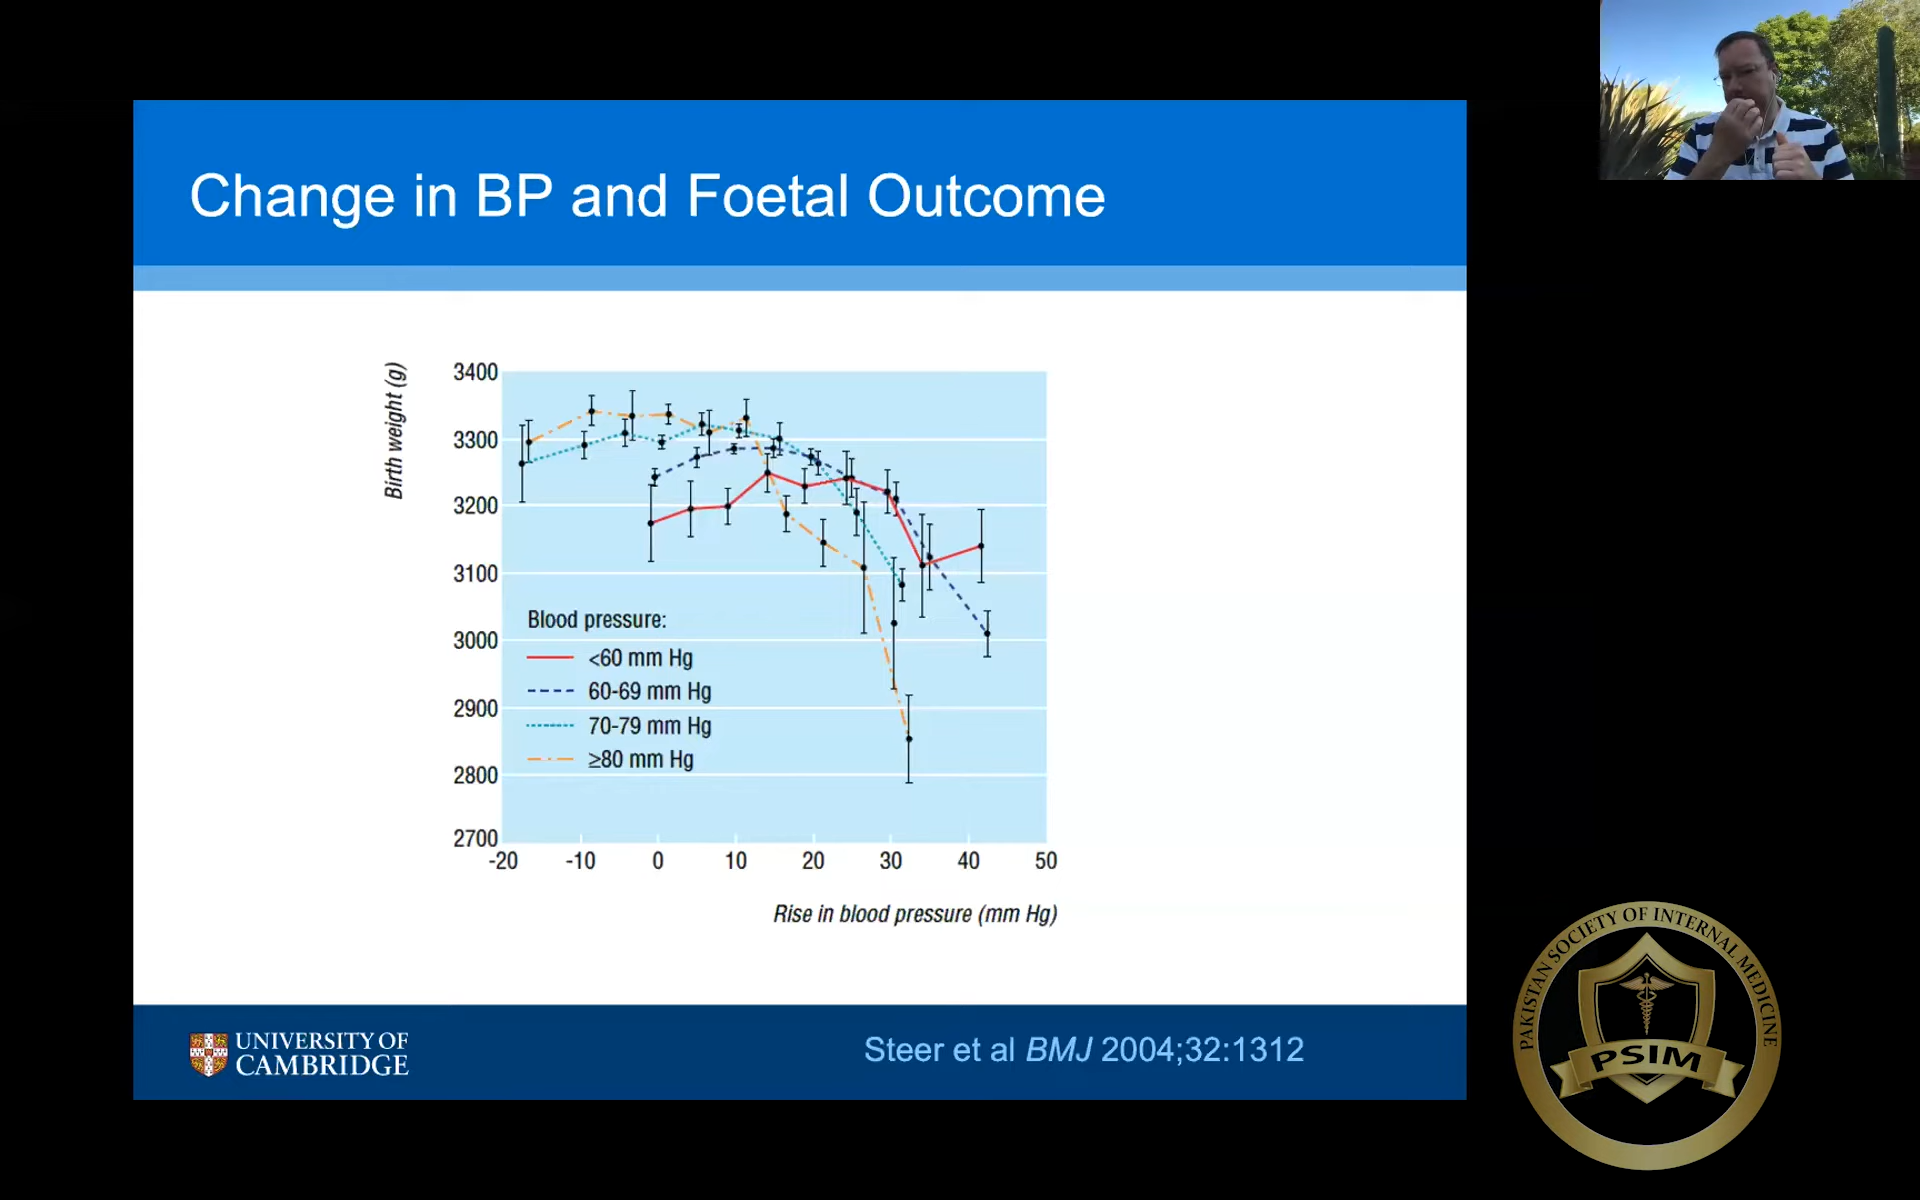 Change in BP and Foetal Outcome
Birth weight (g)
3400
3300
3200
3100
3000
2900
2800
2700
Blood pressure:
<60 mm Hg
60-69 mm Hg
70-79 mm Hg
≥80 mm Hg
-20 -10 0 10 20 30 40 50
Rise in blood pressure (mm Hg)
UNIVERSITY OF
CAMBRIDGE
Steer et al BMJ 2004;32:1312
PAKISTAN SOCIETY OF INTERNAL MEDICINE
PSIM